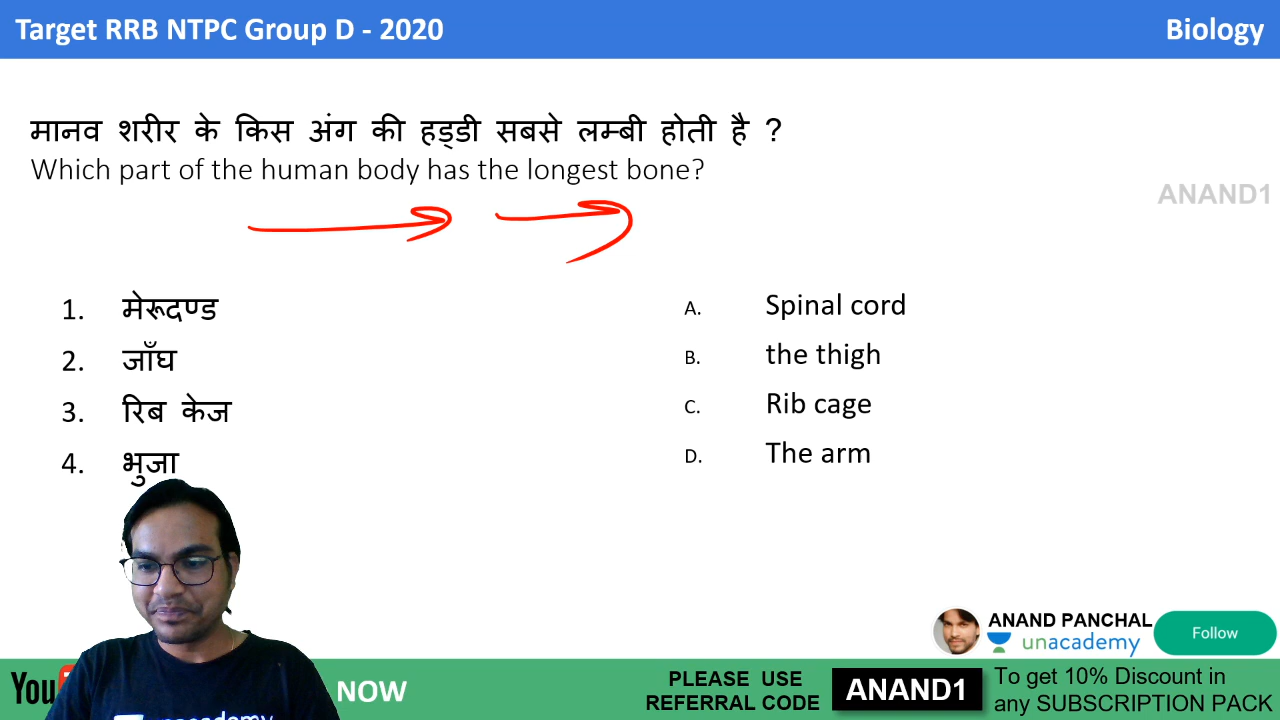 Target RRB NTPC Group D - 2020
Biology
मानव शरीर के किस अंग की हड्डी सबसे लम्बी होती है ?
Which part of the human body has the longest bone?
ANAND1
1. मेरूदण्ड
2. जाँघ
3. रिब केज
4. भुजा
A. Spinal cord
B. the thigh
C. Rib cage
D. The arm
ANAND PANCHAL
unacademy
Follow
You
NOW
PLEASE USE
REFERRAL CODE
ANAND1
To get 10% Discount in
any SUBSCRIPTION PACK
unacademy